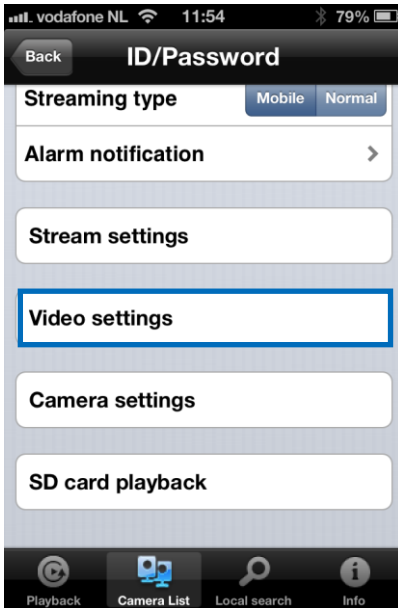 vodafone NL 11:54 79%
Back ID/Password
Streaming type Mobile Normal
Alarm notification
Stream settings
Video settings
Camera settings
SD card playback
Playback Camera List Local search Info